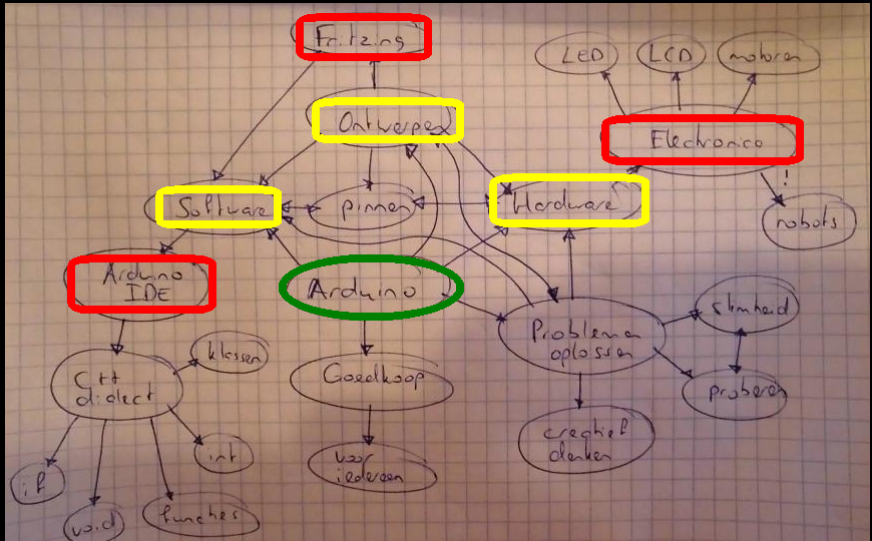 Fritzing
LED
LCD
motoren
Ontwerpen
Electronica
Software
pinnen
Hardware
!
robots
Arduino
IDE
Arduino
slimheid
Problemen
oplossen
klassen
C++
dialect
Goedkoop
proberen
creatief
denken
int
voor
iedereen
if
void
functies